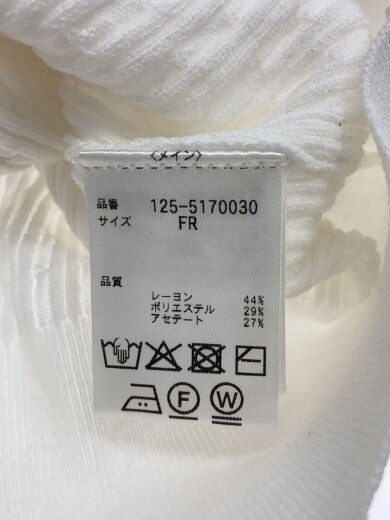 〈メイン〉
品番 125-5170030
サイズ FR
品質
レーヨン 44%
ポリエステル 29%
アセテート 27%
F W